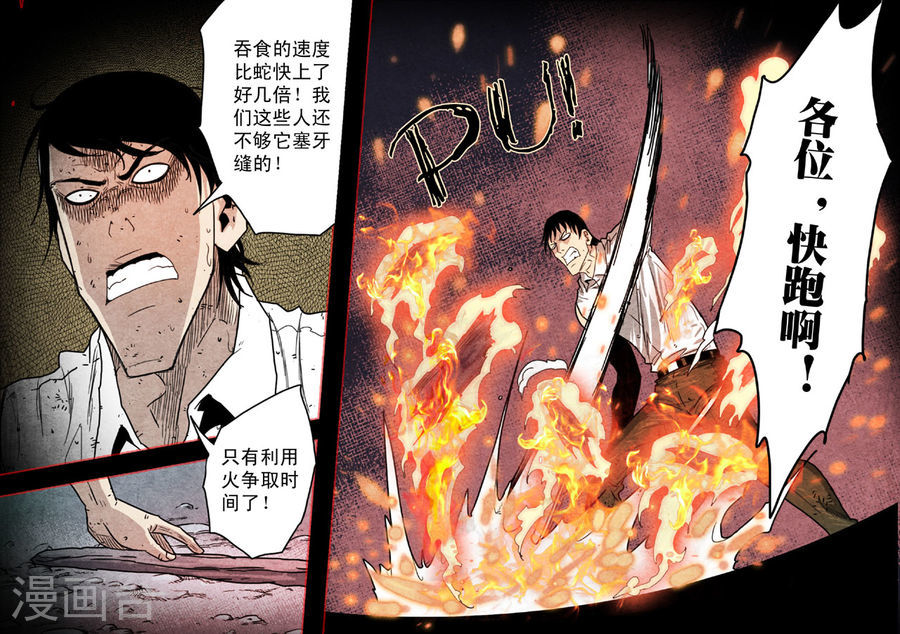 吞食的速度
比蛇快上了
好几倍！我
们这些人还
不够它塞牙
缝的！
只有利用
火争取时
间了！
PU!
各位，快跑啊！
漫画台